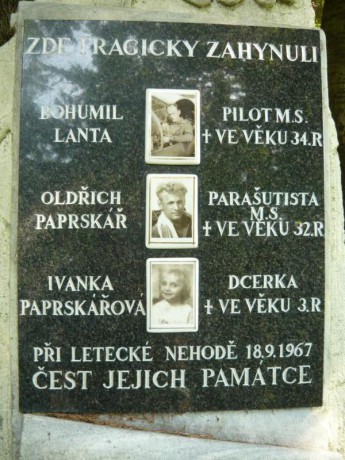 ZDE TRAGICKY ZAHYNULI
BOHUMIL
LANTA
PILOT M.S.
† VE VĚKU 34.R
OLDŘICH
PAPRSKÁŘ
PARAŠUTISTA
M.S.
† VE VĚKU 32.R
IVANKA
PAPRSKÁŘOVÁ
DCERKA
† VE VĚKU 3.R
PŘI LETECKÉ NEHODĚ 18.9.1967
ČEST JEJICH PAMÁTCE